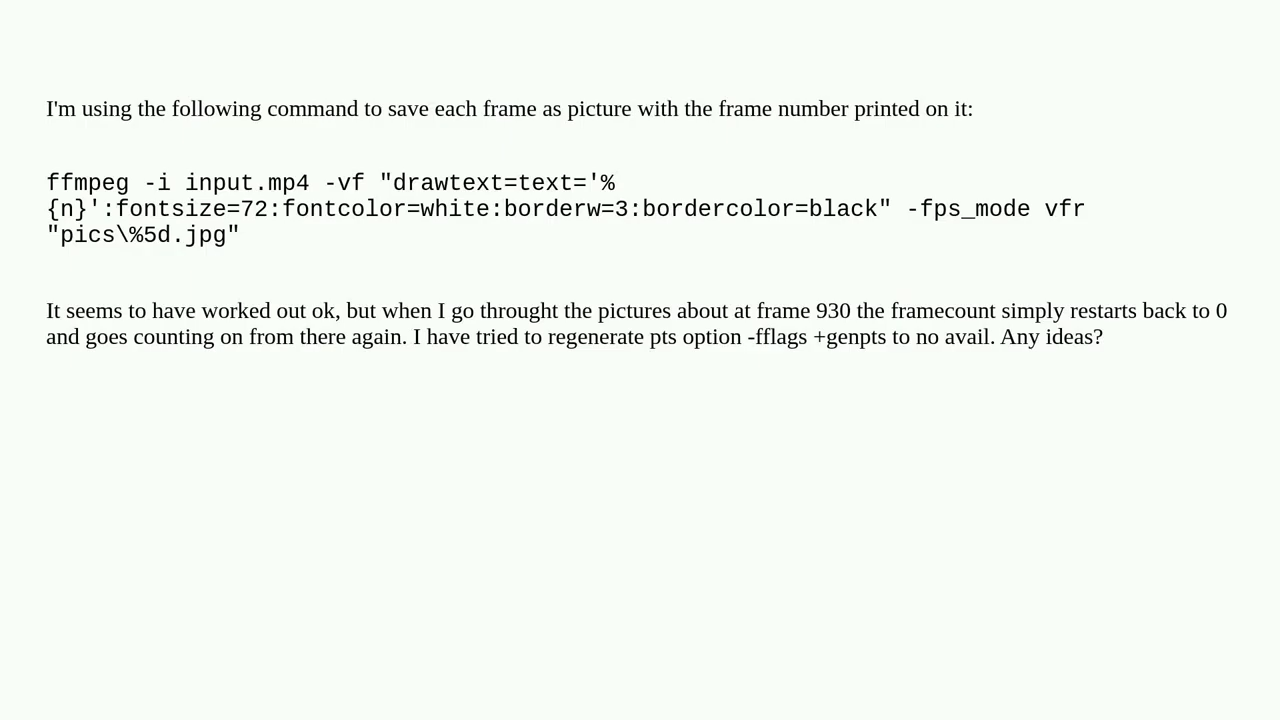 I'm using the following command to save each frame as picture with the frame number printed on it:
ffmpeg -i input.mp4 -vf "drawtext=text='%
{n}':fontsize=72:fontcolor=white:borderw=3:bordercolor=black" -fps_mode vfr
"pics\%5d.jpg"
It seems to have worked out ok, but when I go throught the pictures about at frame 930 the framecount simply restarts back to 0
and goes counting on from there again. I have tried to regenerate pts option -fflags +genpts to no avail. Any ideas?